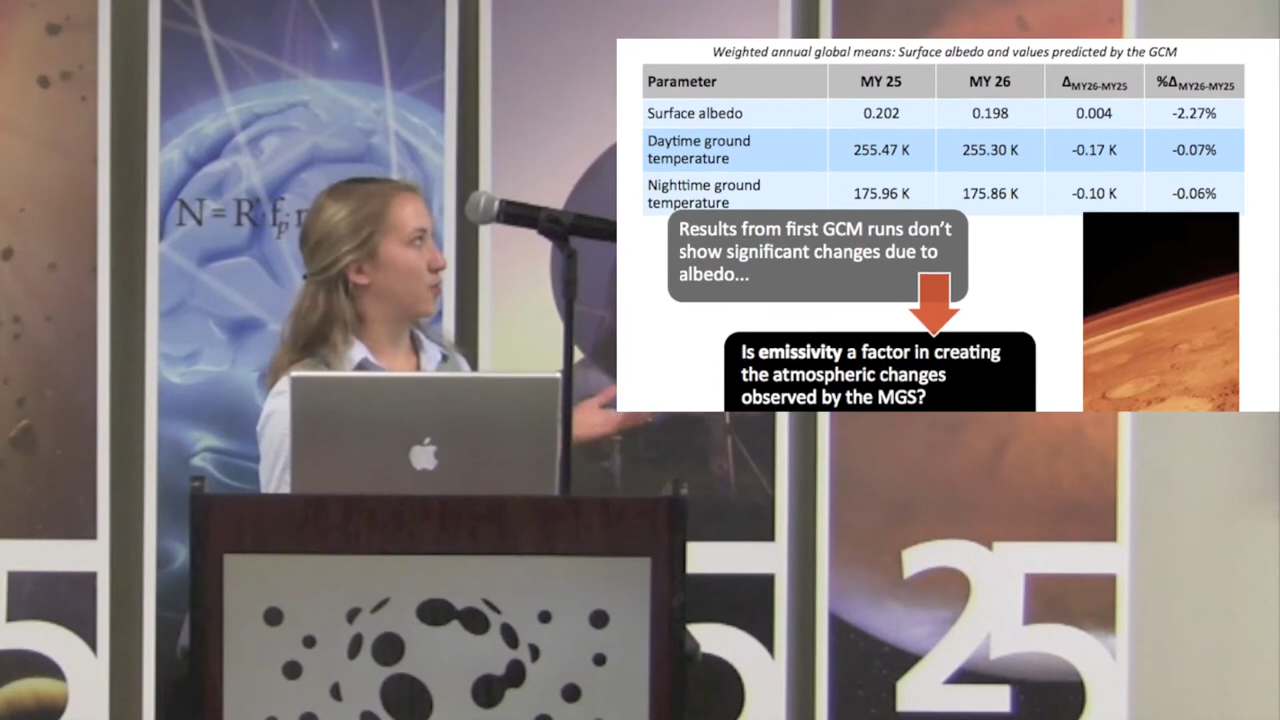 Weighted annual global means: Surface albedo and values predicted by the GCM
Parameter MY 25 MY 26 ΔMY26-MY25 %ΔMY26-MY25
Surface albedo 0.202 0.198 0.004 -2.27%
Daytime ground
temperature 255.47 K 255.30 K -0.17 K -0.07%
Nighttime ground
temperature 175.96 K 175.86 K -0.10 K -0.06%
Results from first GCM runs don't
show significant changes due to
albedo...
Is emissivity a factor in creating
the atmospheric changes
observed by the MGS?
N=R fp
25
5
5